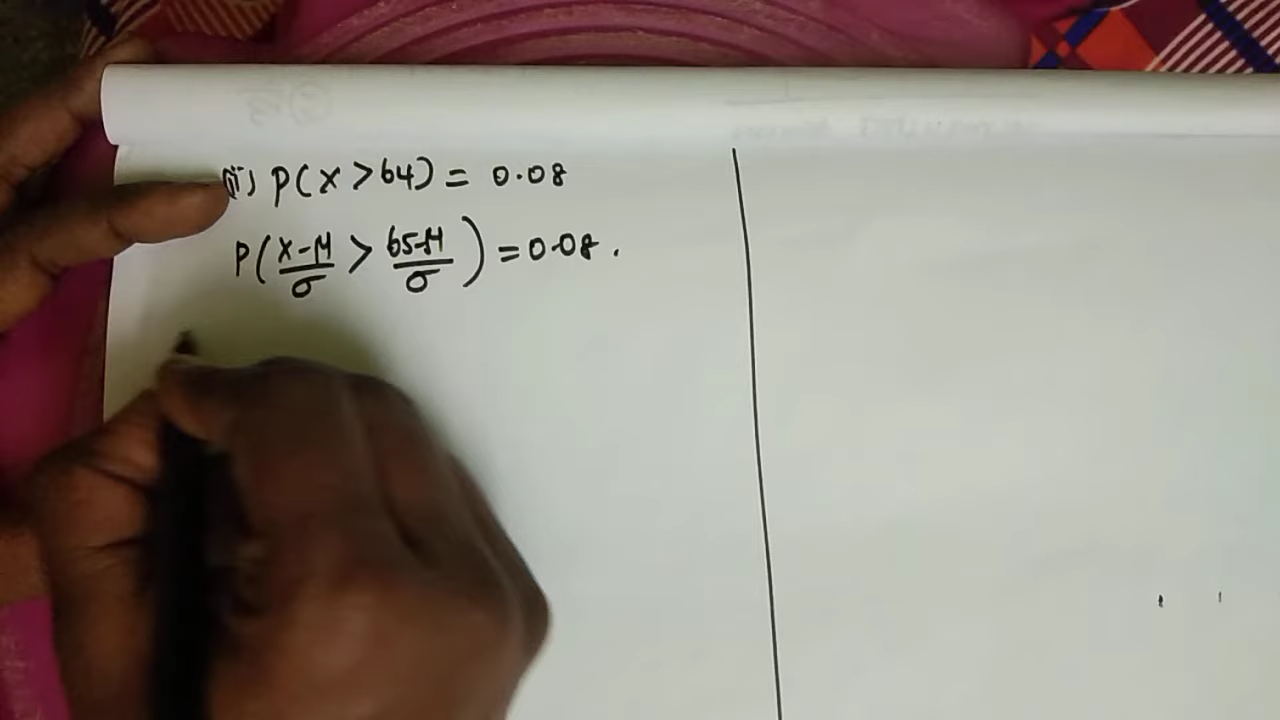 (ii) P(X > 64) = 0.08
P(X-μ/σ > 65-μ/σ) = 0.08.